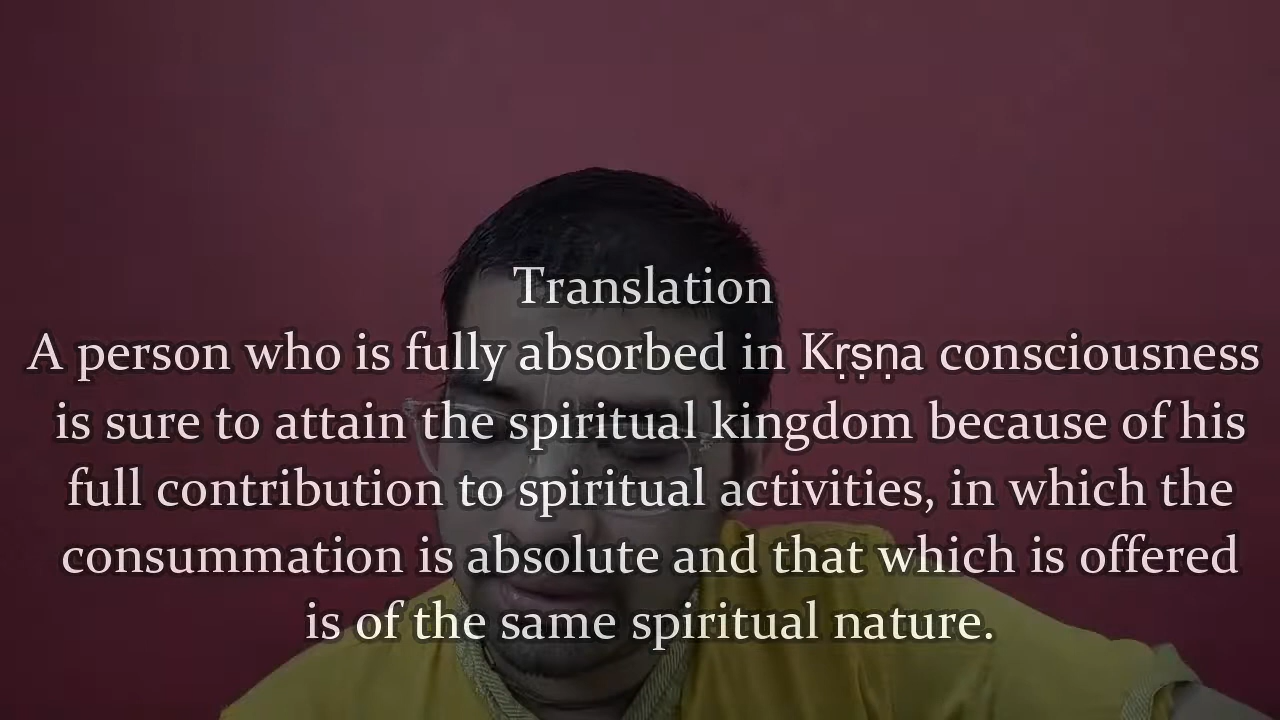 Translation
A person who is fully absorbed in Kṛṣṇa consciousness
is sure to attain the spiritual kingdom because of his
full contribution to spiritual activities, in which the
consummation is absolute and that which is offered
is of the same spiritual nature.